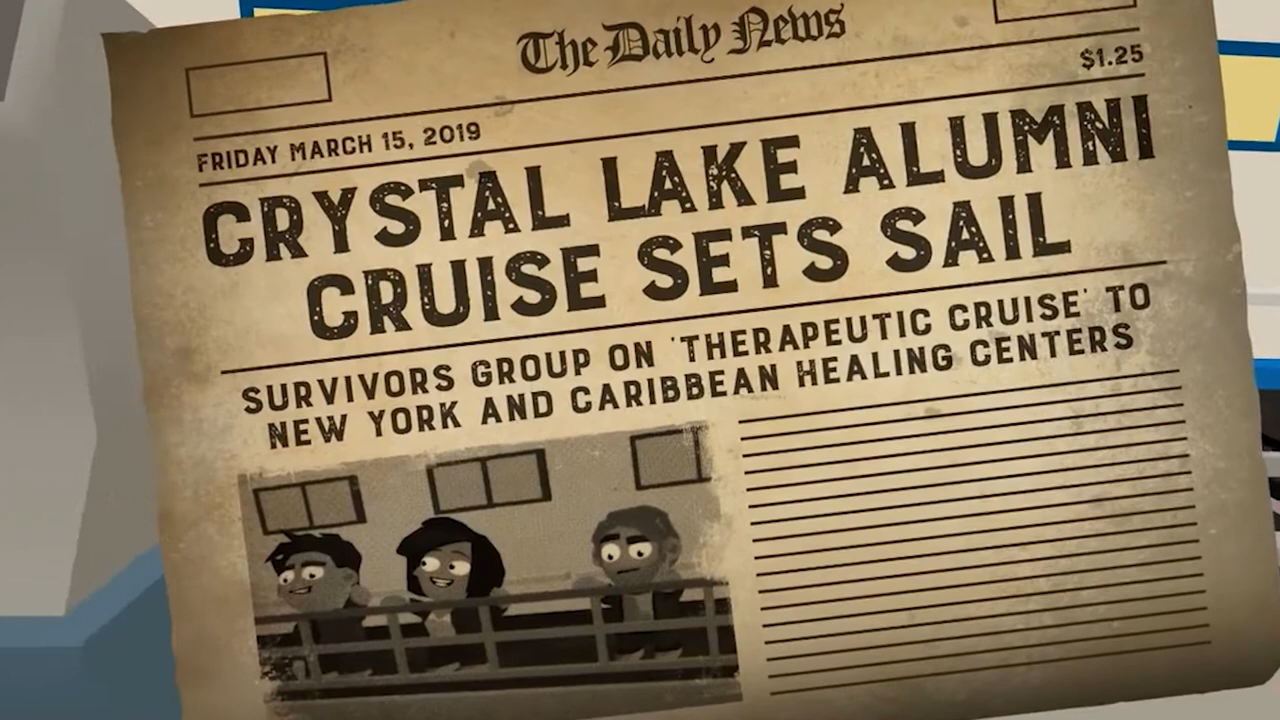 The Daily News
$1.25
FRIDAY MARCH 15, 2019
CRYSTAL LAKE ALUMNI
CRUISE SETS SAIL
SURVIVORS GROUP ON 'THERAPEUTIC CRUISE' TO
NEW YORK AND CARIBBEAN HEALING CENTERS